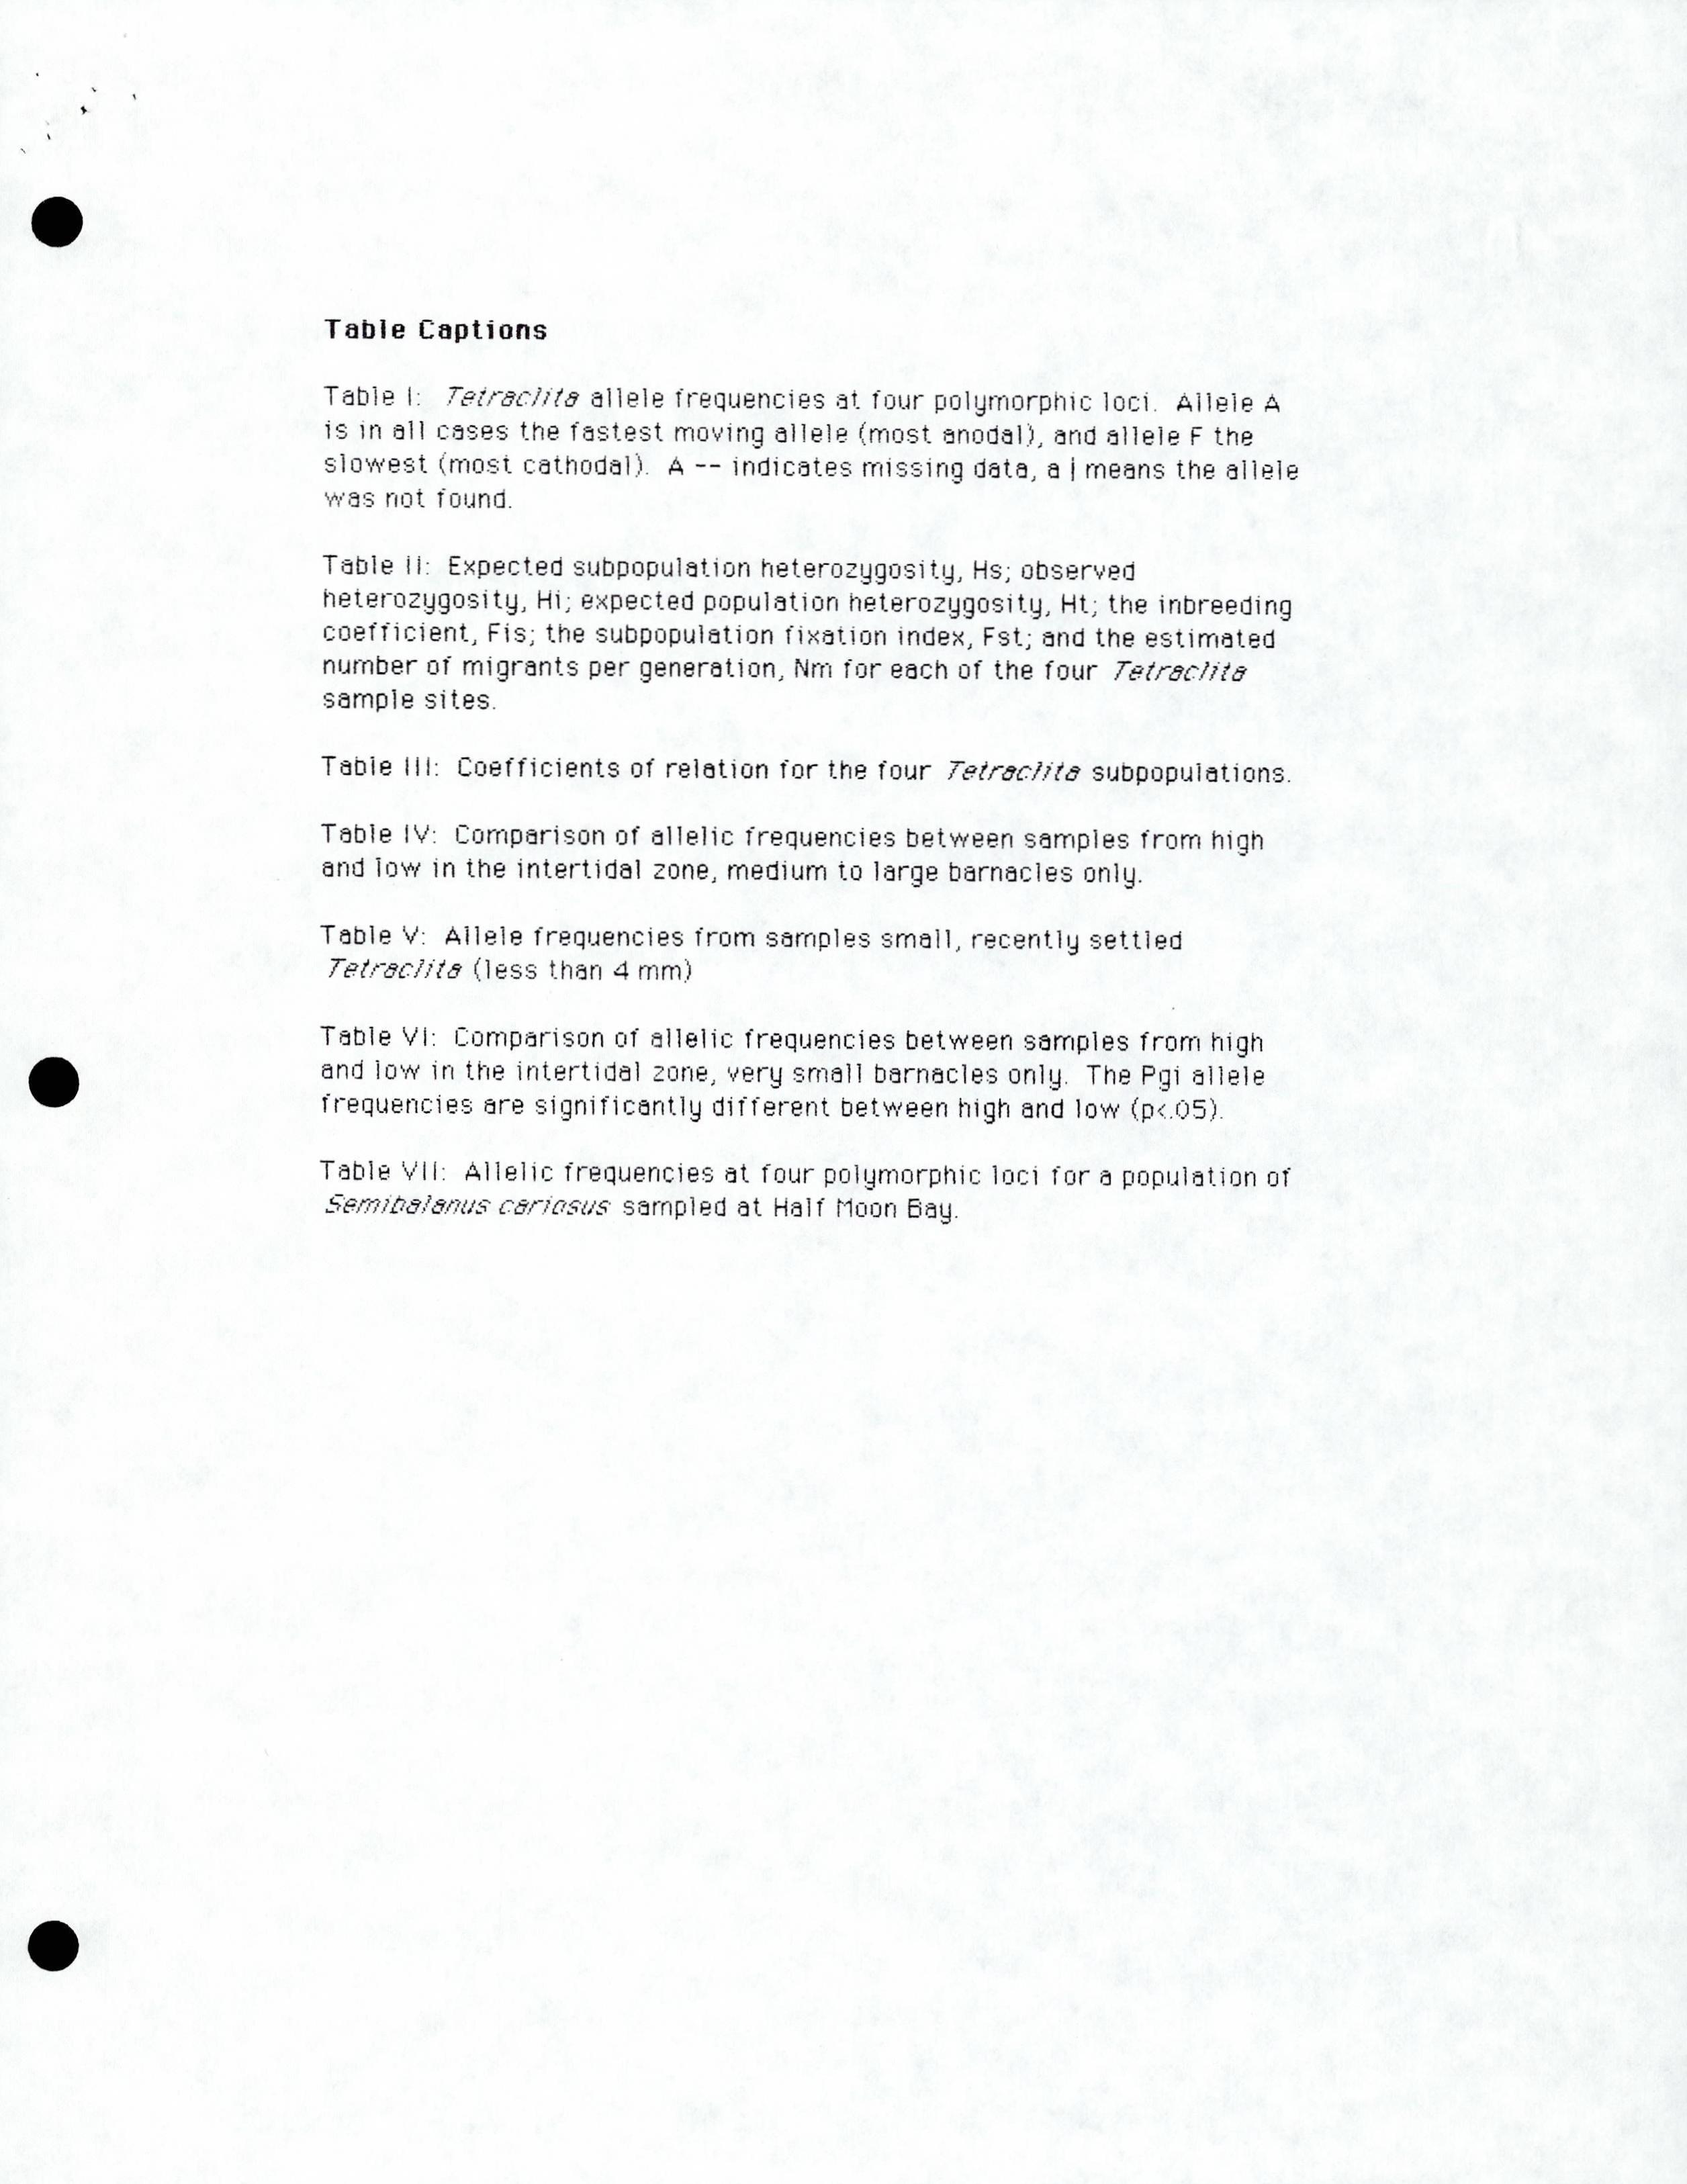 Table Captions
Table I: Tetraclita allele frequencies at four polymorphic loci. Allele A
is in all cases the fastest moving allele (most anodal), and allele F the
slowest (most cathodal). A -- indicates missing data, a | means the allele
was not found.
Table II: Expected subpopulation heterozygosity, Hs; observed
heterozygosity, Hi; expected population heterozygosity, Ht; the inbreeding
coefficient, Fis; the subpopulation fixation index, Fst; and the estimated
number of migrants per generation, Nm for each of the four Tetraclita
sample sites.
Table III: Coefficients of relation for the four Tetraclita subpopulations.
Table IV: Comparison of allelic frequencies between samples from high
and low in the intertidal zone, medium to large barnacles only.
Table V: Allele frequencies from samples small, recently settled
Tetraclita (less than 4 mm)
Table VI: Comparison of allelic frequencies between samples from high
and low in the intertidal zone, very small barnacles only. The Pgi allele
frequencies are significantly different between high and low (p<.05).
Table VII: Allelic frequencies at four polymorphic loci for a population of
Semibalanus cariosus sampled at Half Moon Bay.